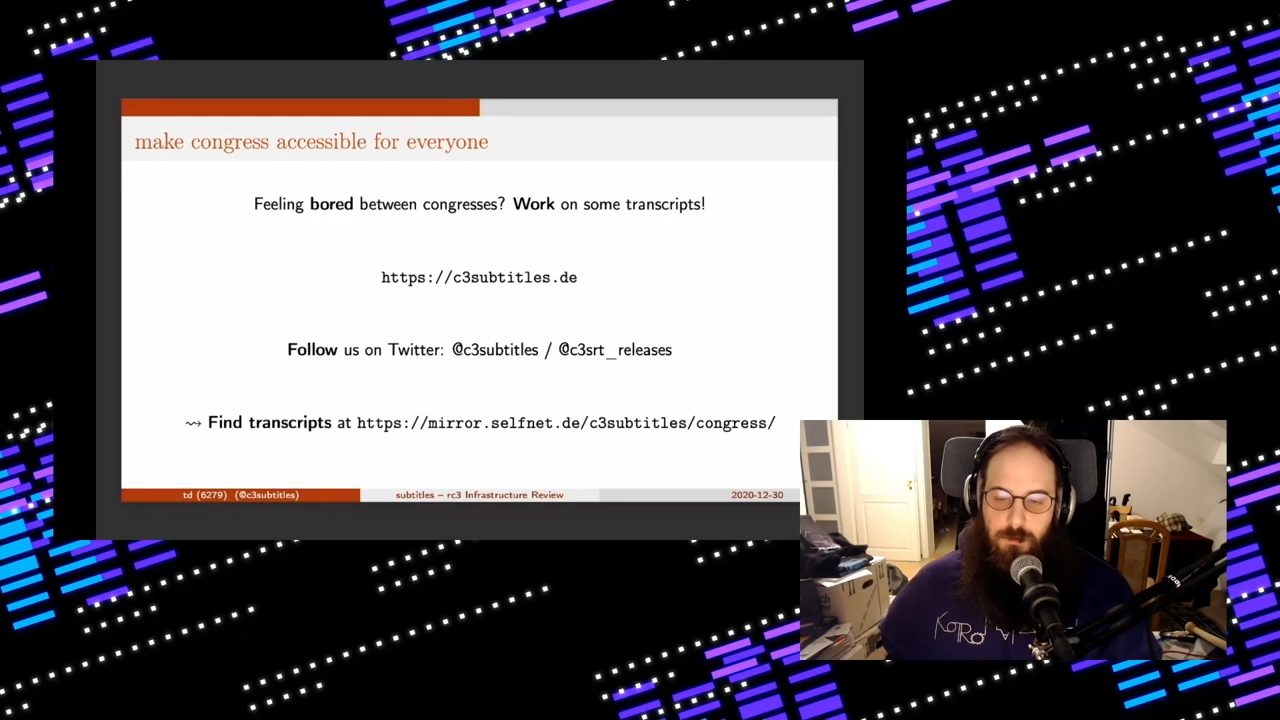 make congress accessible for everyone
Feeling bored between congresses? Work on some transcripts!
https://c3subtitles.de
Follow us on Twitter: @c3subtitles / @c3srt_releases
⇝ Find transcripts at https://mirror.selfnet.de/c3subtitles/congress/
td (6279) (@c3subtitles)
subtitles – rc3 Infrastructure Review
2020-12-30